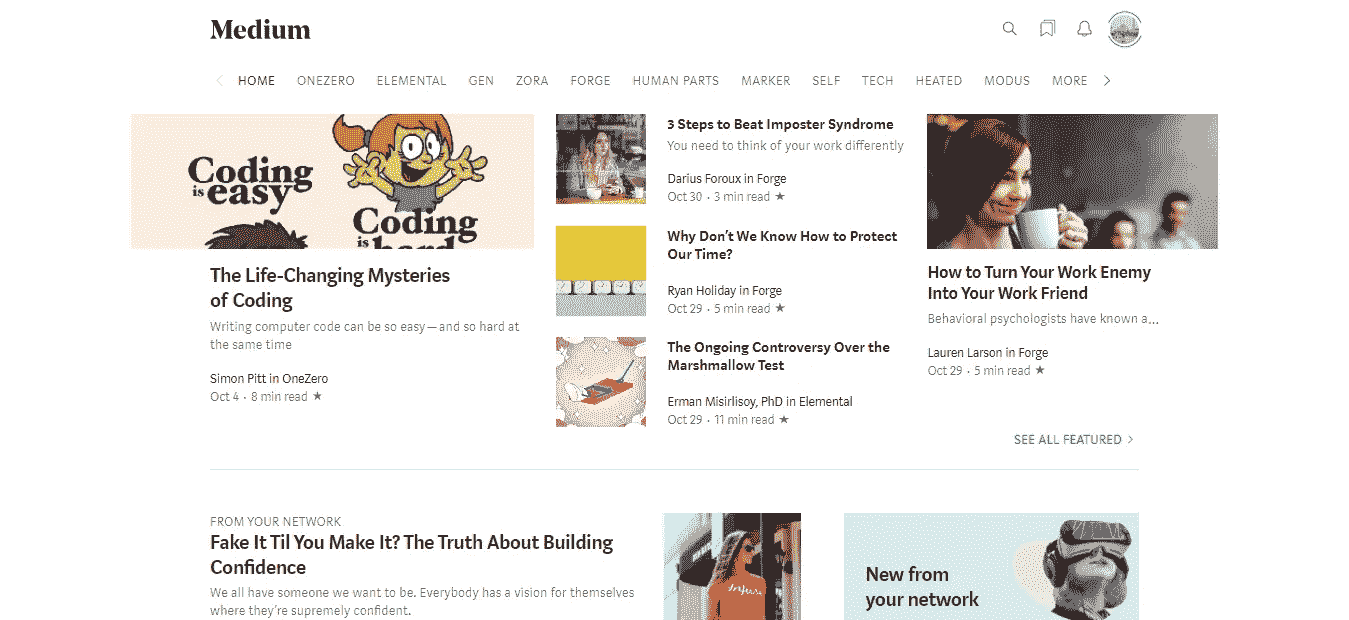 Medium
HOME ONEZERO ELEMENTAL GEN ZORA FORGE HUMAN PARTS MARKER SELF TECH HEATED MODUS MORE
Coding
is easy
Coding
is hard
The Life-Changing Mysteries
of Coding
Writing computer code can be so easy — and so hard at
the same time
Simon Pitt in OneZero
Oct 4 · 8 min read ★
3 Steps to Beat Imposter Syndrome
You need to think of your work differently
Darius Foroux in Forge
Oct 30 · 3 min read ★
Why Don’t We Know How to Protect
Our Time?
Ryan Holiday in Forge
Oct 29 · 5 min read ★
The Ongoing Controversy Over the
Marshmallow Test
Erman Misirlisoy, PhD in Elemental
Oct 29 · 11 min read ★
How to Turn Your Work Enemy
Into Your Work Friend
Behavioral psychologists have known a...
Lauren Larson in Forge
Oct 29 · 5 min read ★
SEE ALL FEATURED
FROM YOUR NETWORK
Fake It Til You Make It? The Truth About Building
Confidence
We all have someone we want to be. Everybody has a vision for themselves
where they’re supremely confident.
New from
your network